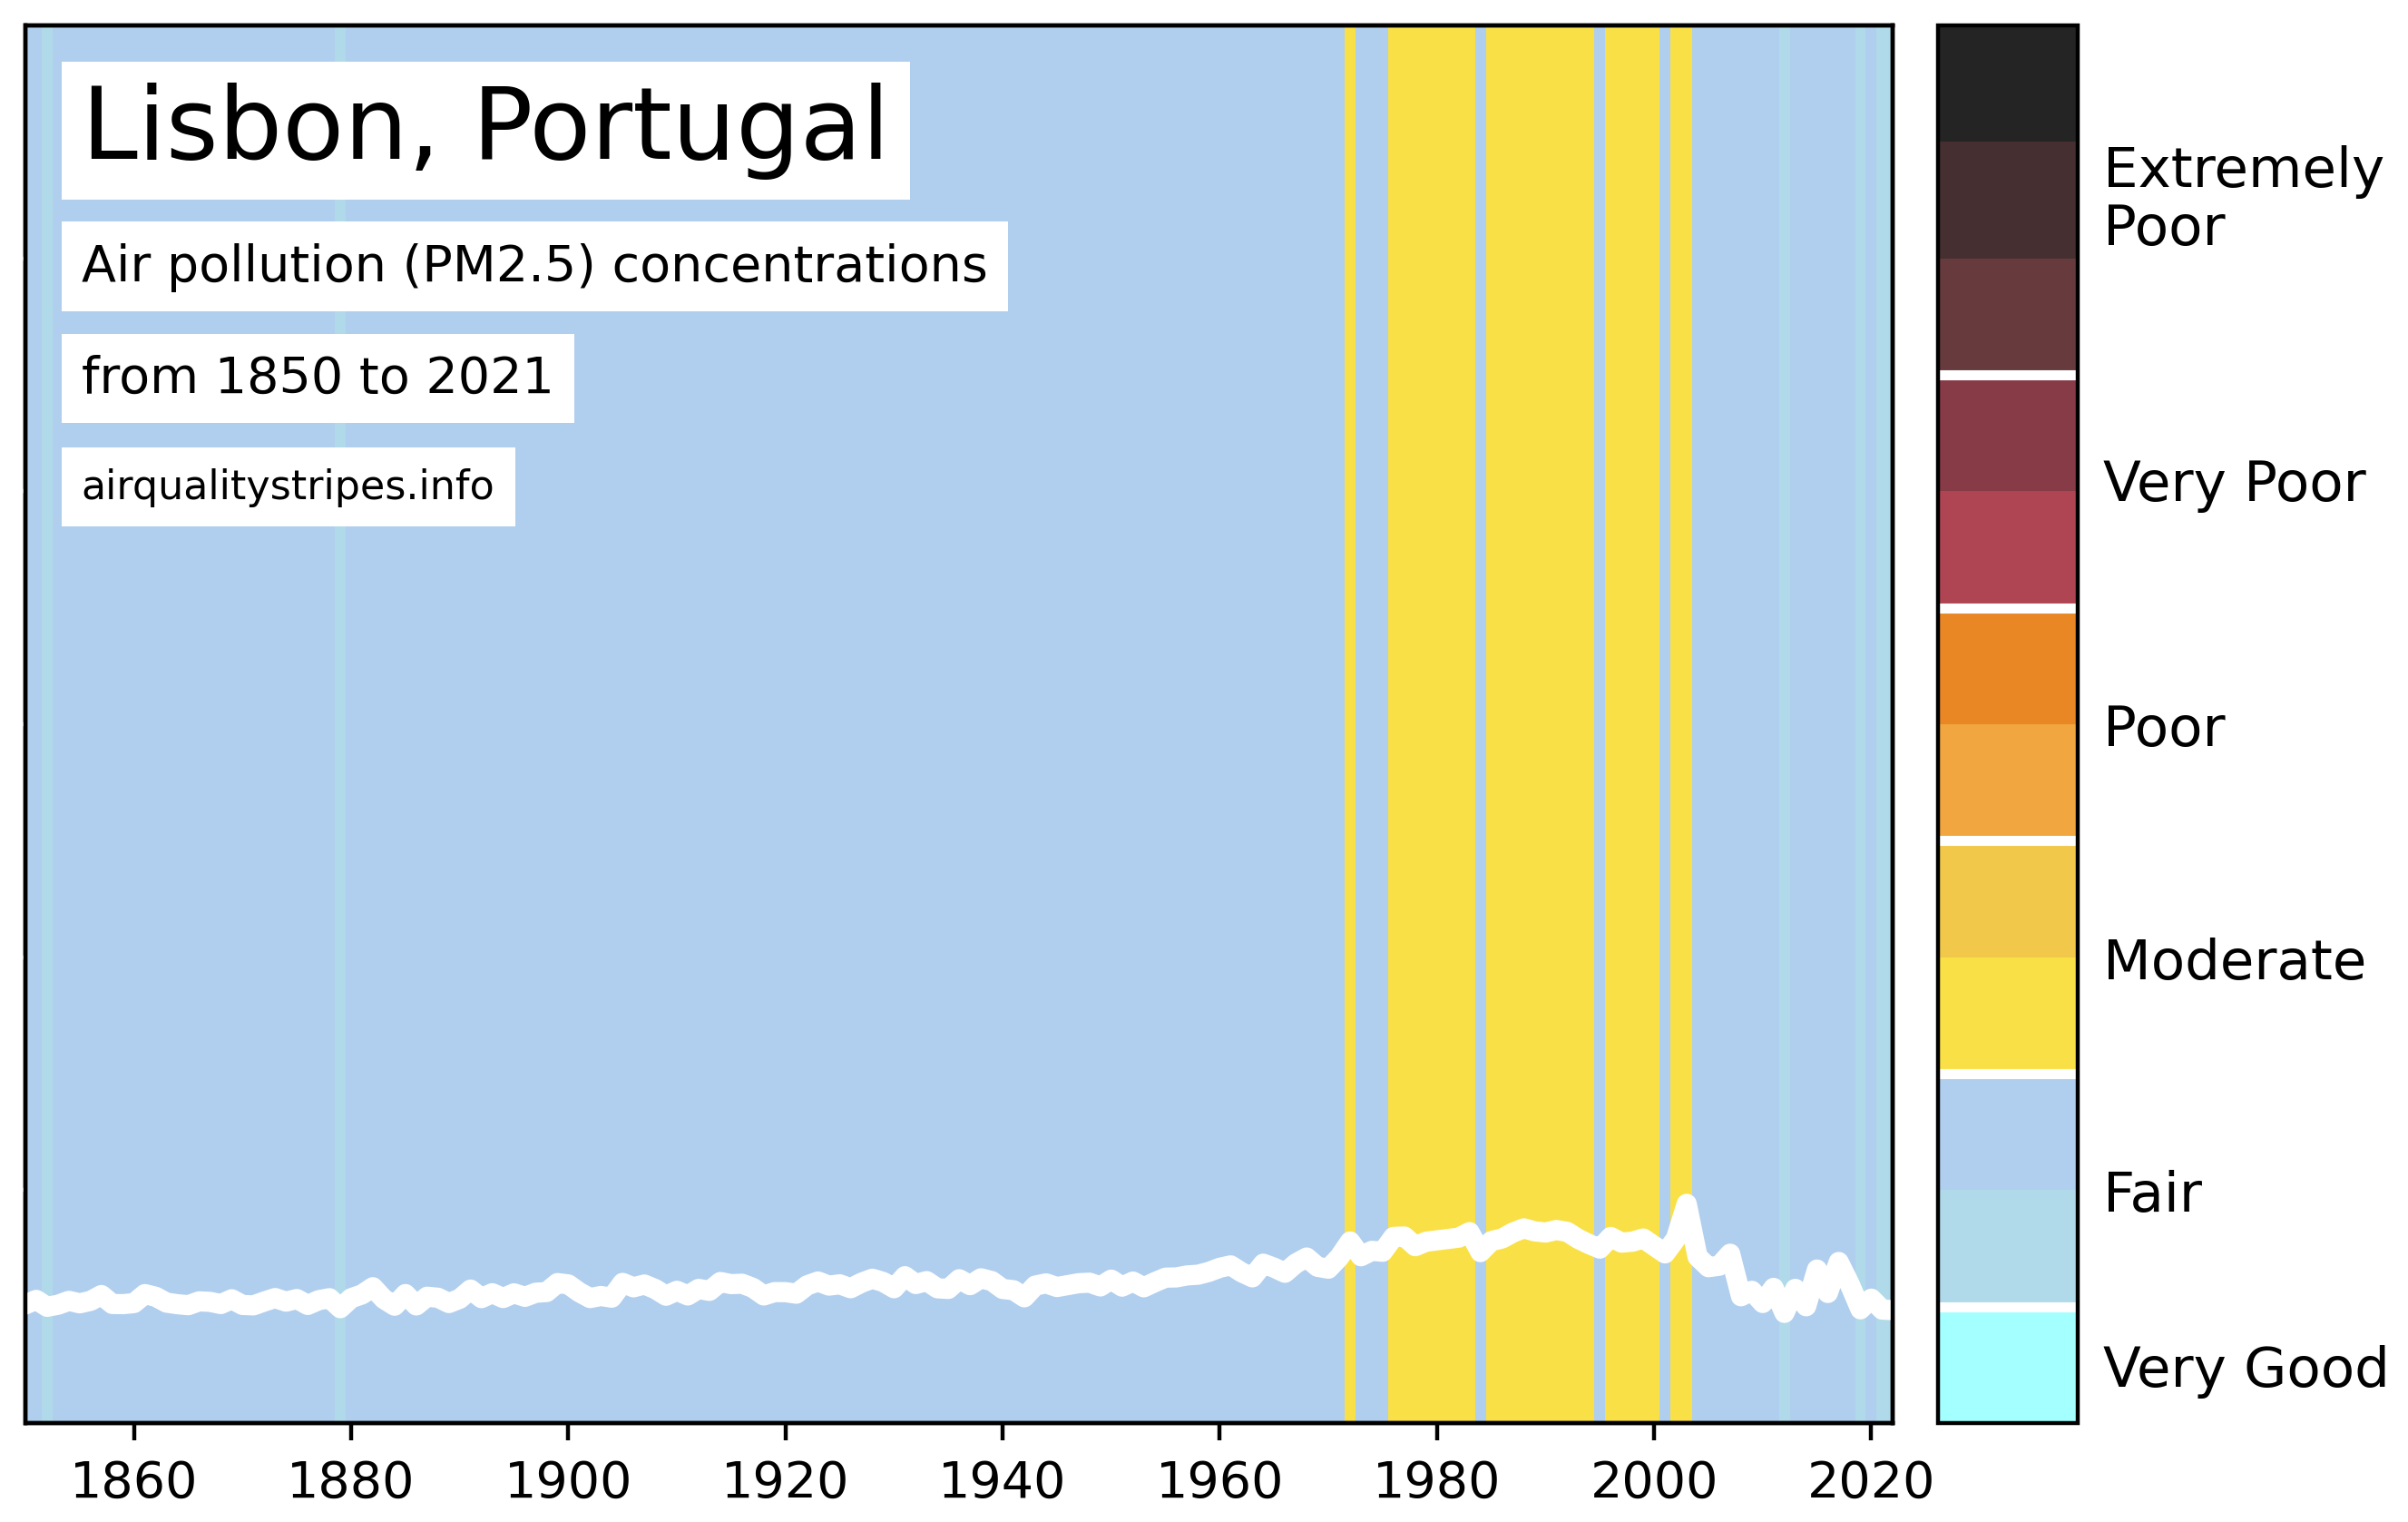 Lisbon, Portugal
Air pollution (PM2.5) concentrations
from 1850 to 2021
airqualitystripes.info
Extremely
Poor
Very Poor
Poor
Moderate
Fair
Very Good
1860 1880 1900 1920 1940 1960 1980 2000 2020